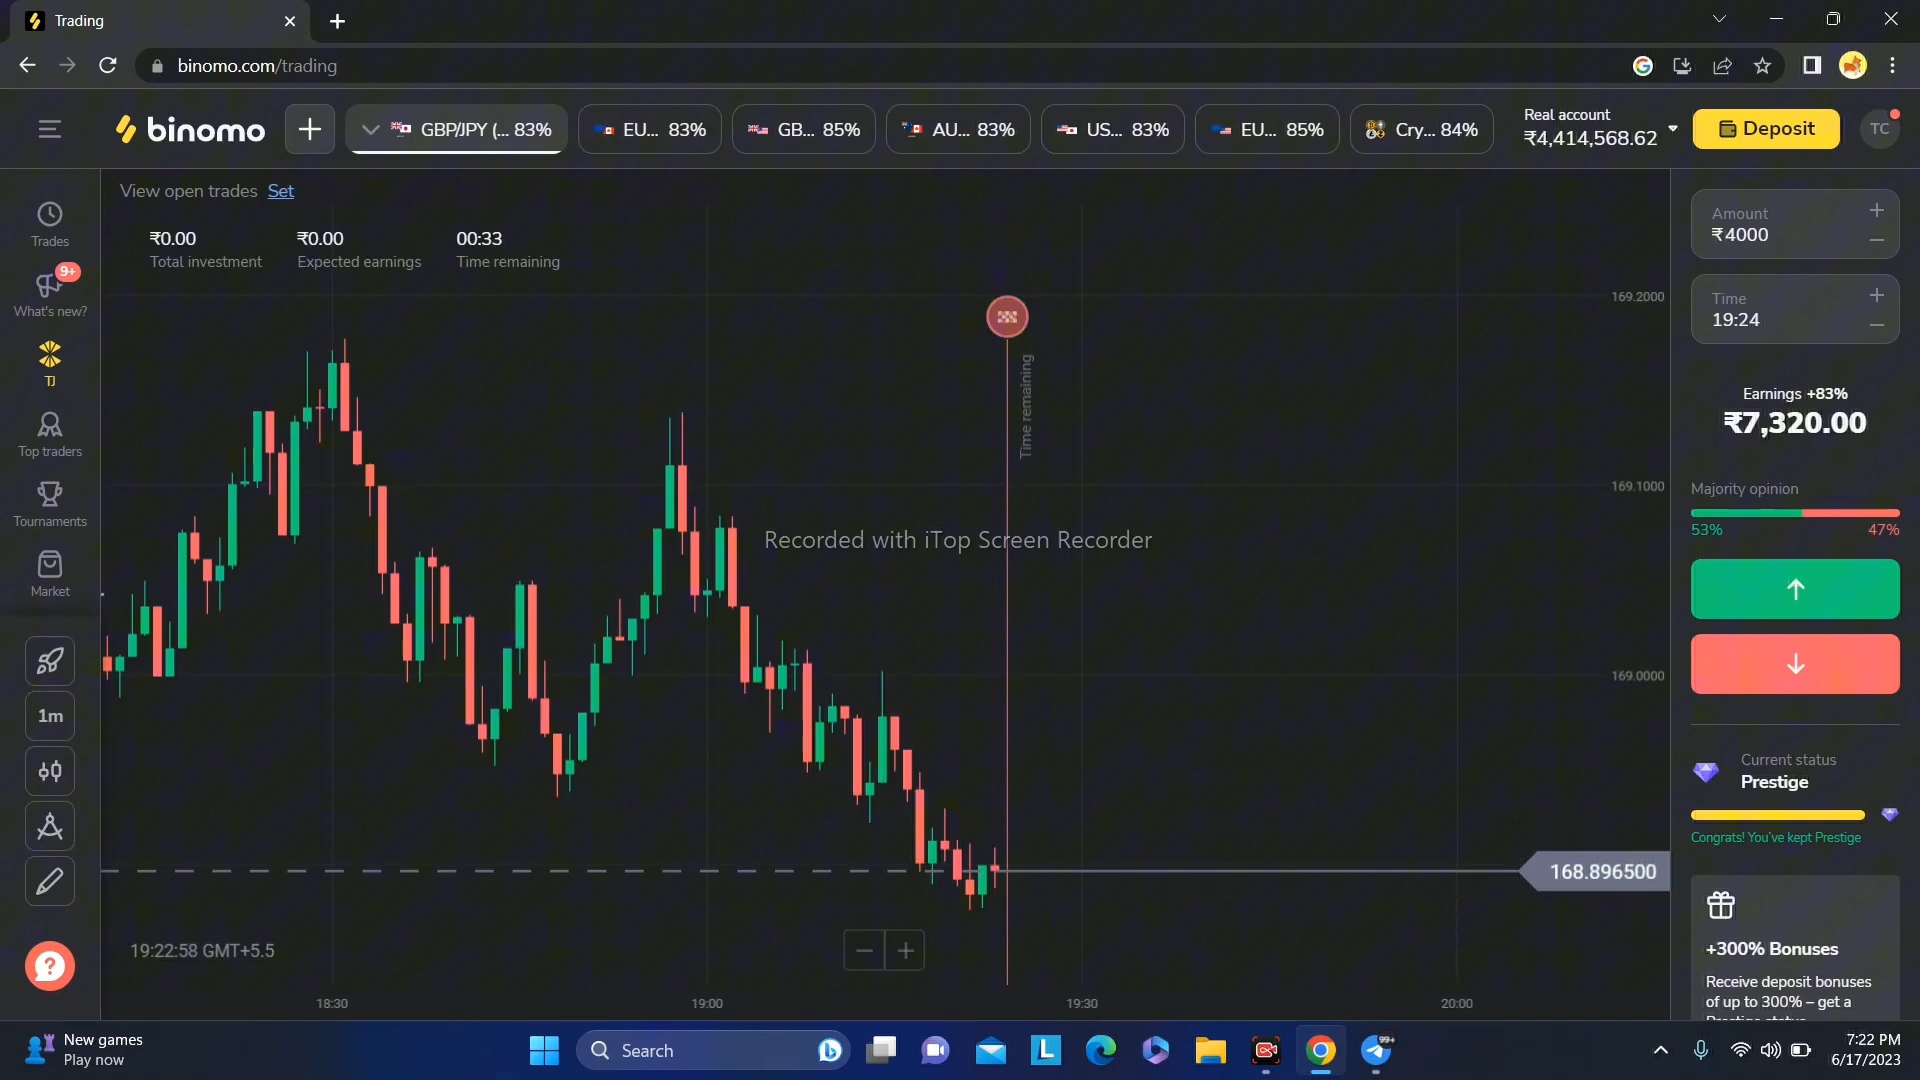 Trading
binomo.com/trading
binomo
GBP/JPY (... 83%
EU... 83%
GB... 85%
AU... 83%
US... 83%
EU... 85%
Cry... 84%
Real account
₹4,414,568.62
Deposit
TC
View open trades Set
₹0.00
Total investment
₹0.00
Expected earnings
00:33
Time remaining
Trades
9+
What's new?
TJ
Top traders
Tournaments
Market
1m
Time remaining
Recorded with iTop Screen Recorder
169.2000
169.1000
169.0000
168.896500
19:22:58 GMT+5.5
18:30
19:00
19:30
20:00
Amount
₹4000
Time
19:24
Earnings +83%
₹7,320.00
Majority opinion
53%
47%
Current status
Prestige
Congrats! You've kept Prestige
+300% Bonuses
Receive deposit bonuses
of up to 300% – get a
Prestige status
New games
Play now
Search
99+
7:22 PM
6/17/2023